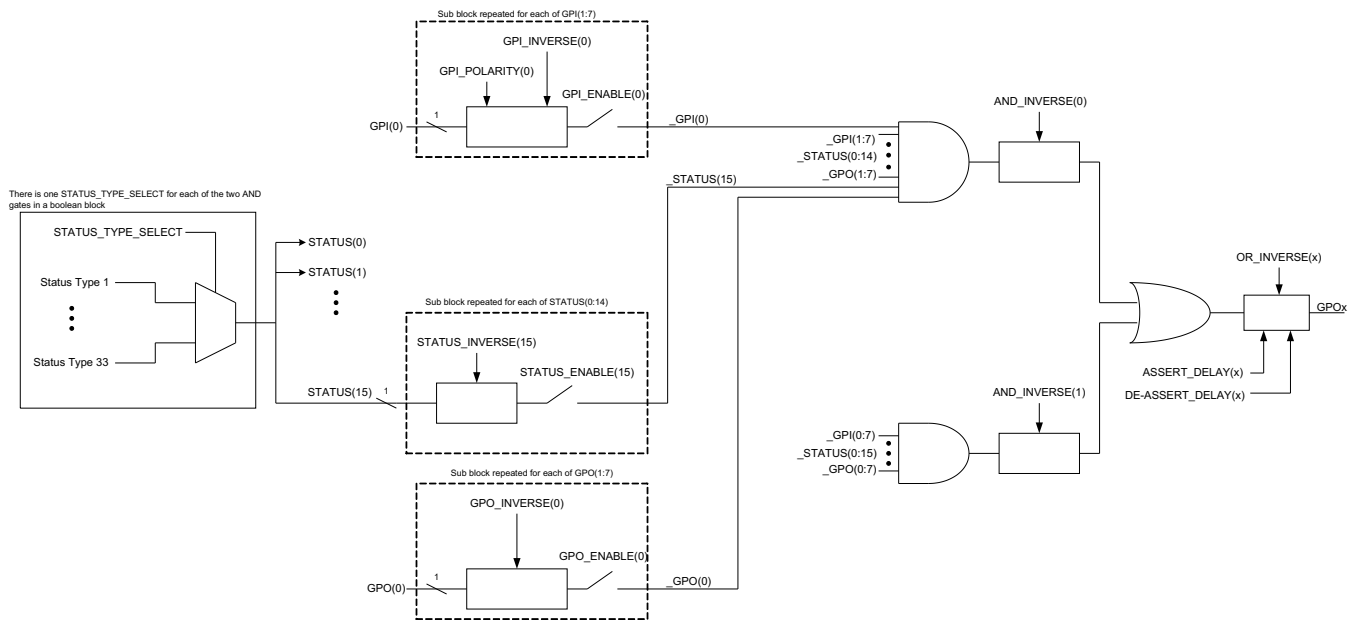 Sub block repeated for each of GPI(1:7)
GPI_INVERSE(0)
GPI_POLARITY(0)
GPI_ENABLE(0)
GPI(0)
1
_GPI(0)
AND_INVERSE(0)
_GPI(1:7)
_STATUS(0:14)
_GPO(1:7)
_STATUS(15)
There is one STATUS_TYPE_SELECT for each of the two AND
gates in a boolean block
STATUS_TYPE_SELECT
Status Type 1
Status Type 33
STATUS(0)
STATUS(1)
Sub block repeated for each of STATUS(0:14)
STATUS_INVERSE(15)
STATUS_ENABLE(15)
STATUS(15)
1
OR_INVERSE(x)
GPOx
ASSERT_DELAY(x)
DE-ASSERT_DELAY(x)
AND_INVERSE(1)
_GPI(0:7)
_STATUS(0:15)
_GPO(0:7)
Sub block repeated for each of GPO(1:7)
GPO_INVERSE(0)
GPO_ENABLE(0)
GPO(0)
1
_GPO(0)